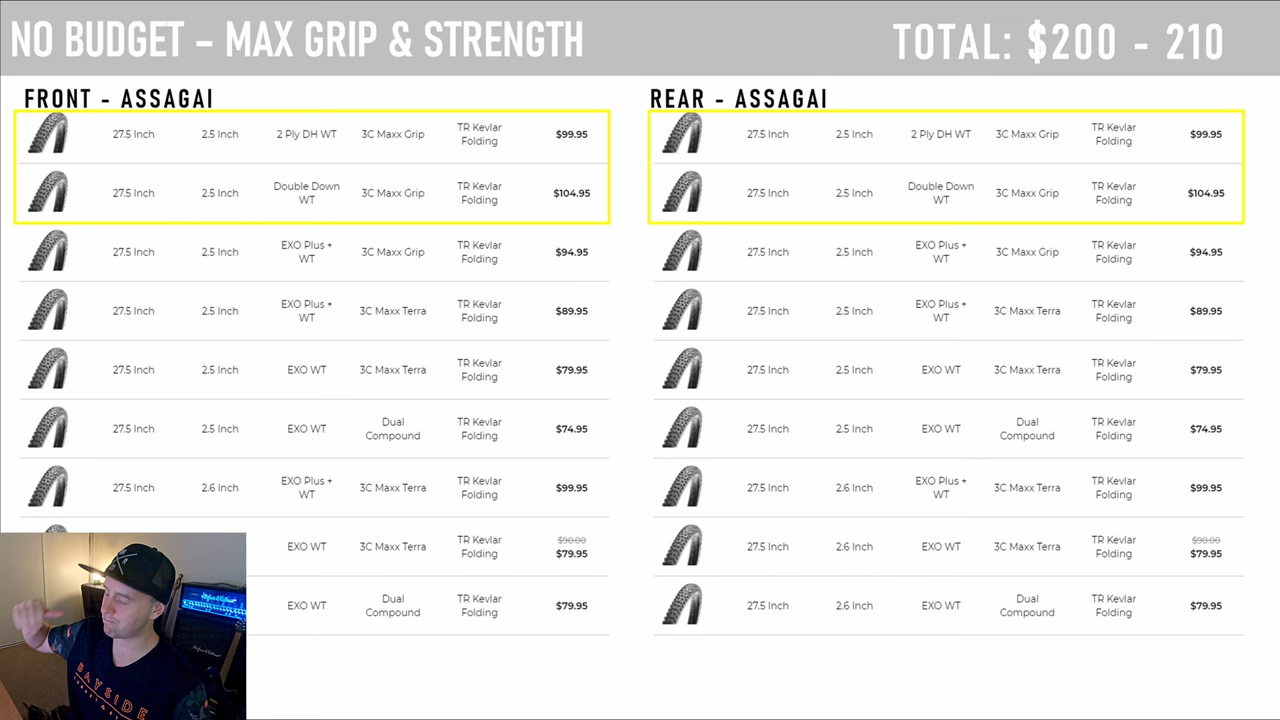 NO BUDGET – MAX GRIP & STRENGTH
TOTAL: $200 - 210
FRONT - ASSAGAI
27.5 Inch 2.5 Inch 2 Ply DH WT 3C Maxx Grip TR Kevlar Folding $99.95
27.5 Inch 2.5 Inch Double Down WT 3C Maxx Grip TR Kevlar Folding $104.95
27.5 Inch 2.5 Inch EXO Plus + WT 3C Maxx Grip TR Kevlar Folding $94.95
27.5 Inch 2.5 Inch EXO Plus + WT 3C Maxx Terra TR Kevlar Folding $89.95
27.5 Inch 2.5 Inch EXO WT 3C Maxx Terra TR Kevlar Folding $79.95
27.5 Inch 2.5 Inch EXO WT Dual Compound TR Kevlar Folding $74.95
27.5 Inch 2.6 Inch EXO Plus + WT 3C Maxx Terra TR Kevlar Folding $99.95
EXO WT 3C Maxx Terra TR Kevlar Folding $90.00 $79.95
EXO WT Dual Compound TR Kevlar Folding $79.95
REAR - ASSAGAI
27.5 Inch 2.5 Inch 2 Ply DH WT 3C Maxx Grip TR Kevlar Folding $99.95
27.5 Inch 2.5 Inch Double Down WT 3C Maxx Grip TR Kevlar Folding $104.95
27.5 Inch 2.5 Inch EXO Plus + WT 3C Maxx Grip TR Kevlar Folding $94.95
27.5 Inch 2.5 Inch EXO Plus + WT 3C Maxx Terra TR Kevlar Folding $89.95
27.5 Inch 2.5 Inch EXO WT 3C Maxx Terra TR Kevlar Folding $79.95
27.5 Inch 2.5 Inch EXO WT Dual Compound TR Kevlar Folding $74.95
27.5 Inch 2.6 Inch EXO Plus + WT 3C Maxx Terra TR Kevlar Folding $99.95
27.5 Inch 2.6 Inch EXO WT 3C Maxx Terra TR Kevlar Folding $90.00 $79.95
27.5 Inch 2.6 Inch EXO WT Dual Compound TR Kevlar Folding $79.95
BAYSIDE